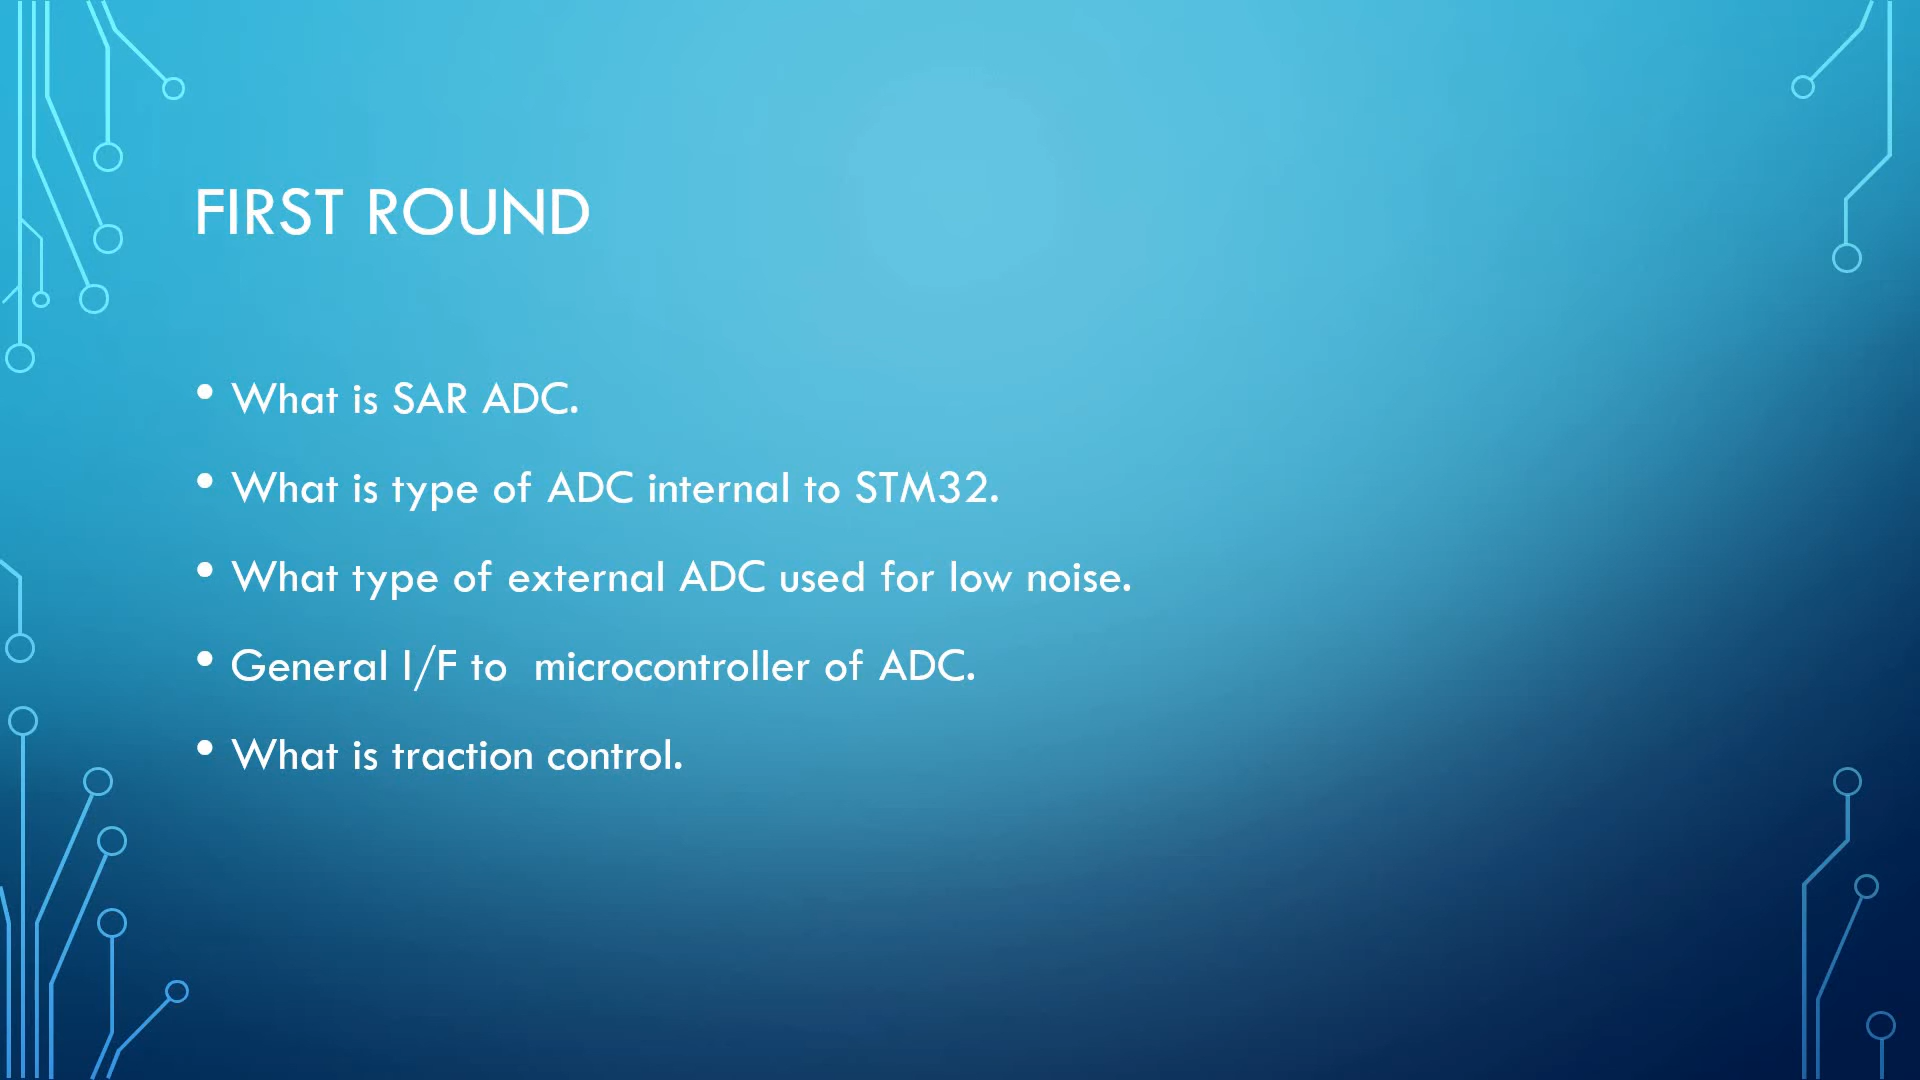 FIRST ROUND
• What is SAR ADC.
• What is type of ADC internal to STM32.
• What type of external ADC used for low noise.
• General I/F to  microcontroller of ADC.
• What is traction control.